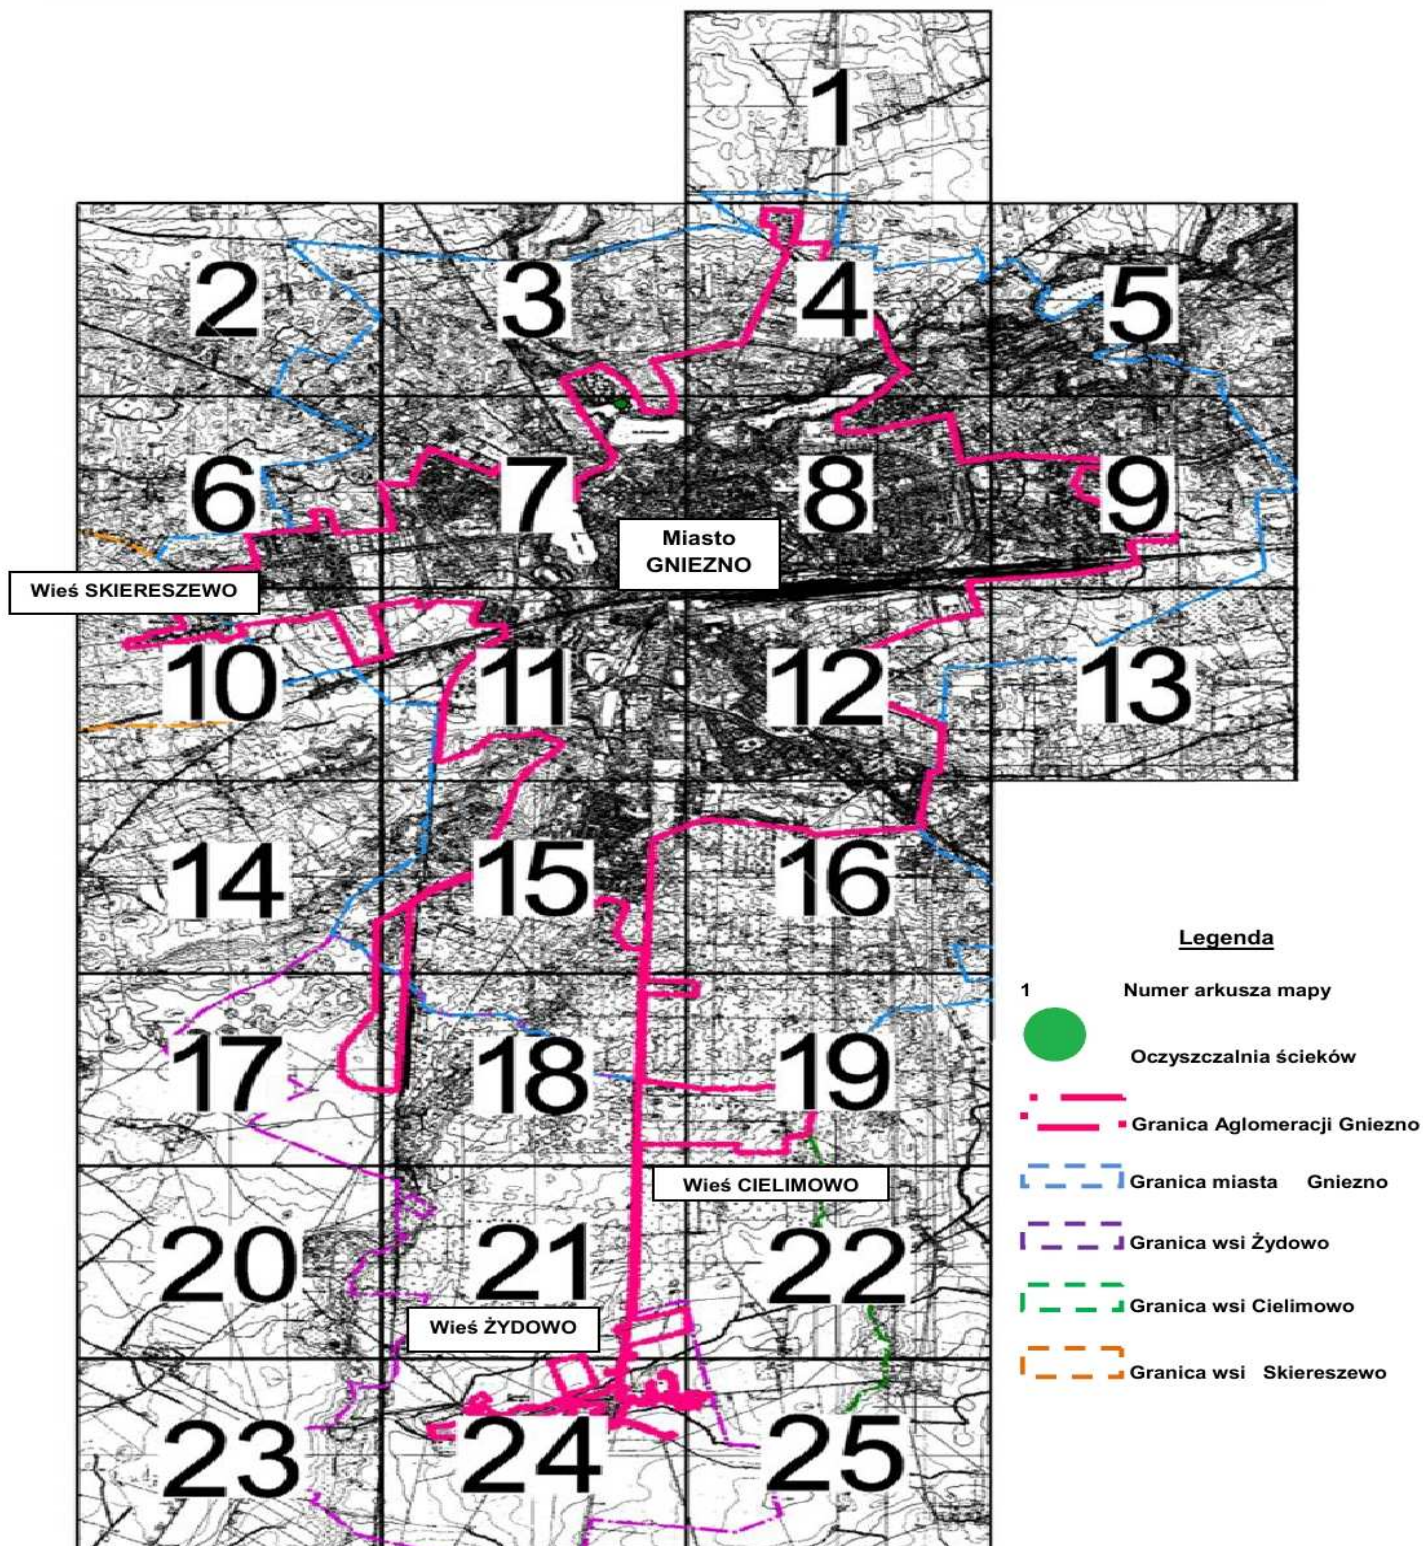 1
2
3
4
5
6
7
8
9
Miasto
GNIEZNO
Wieś SKIERESZEWO
10
11
12
13
14
15
16
17
18
19
Wieś CIELIMOWO
20
21
22
Wieś ŻYDOWO
23
24
25
Legenda
1 Numer arkusza mapy
Oczyszczalnia ścieków
Granica Aglomeracji Gniezno
Granica miasta Gniezno
Granica wsi Żydowo
Granica wsi Cielimowo
Granica wsi Skiereszewo